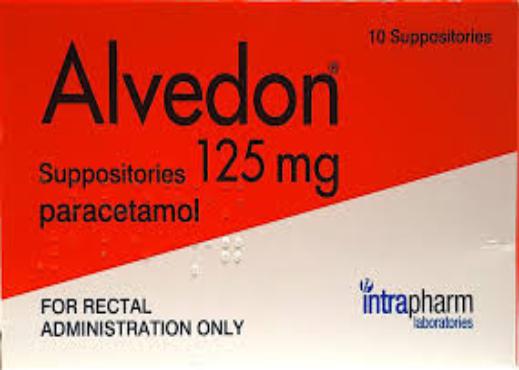 10 Suppositories
Alvedon®
Suppositories 125 mg
paracetamol
FOR RECTAL
ADMINISTRATION ONLY
intrapharm
laboratories